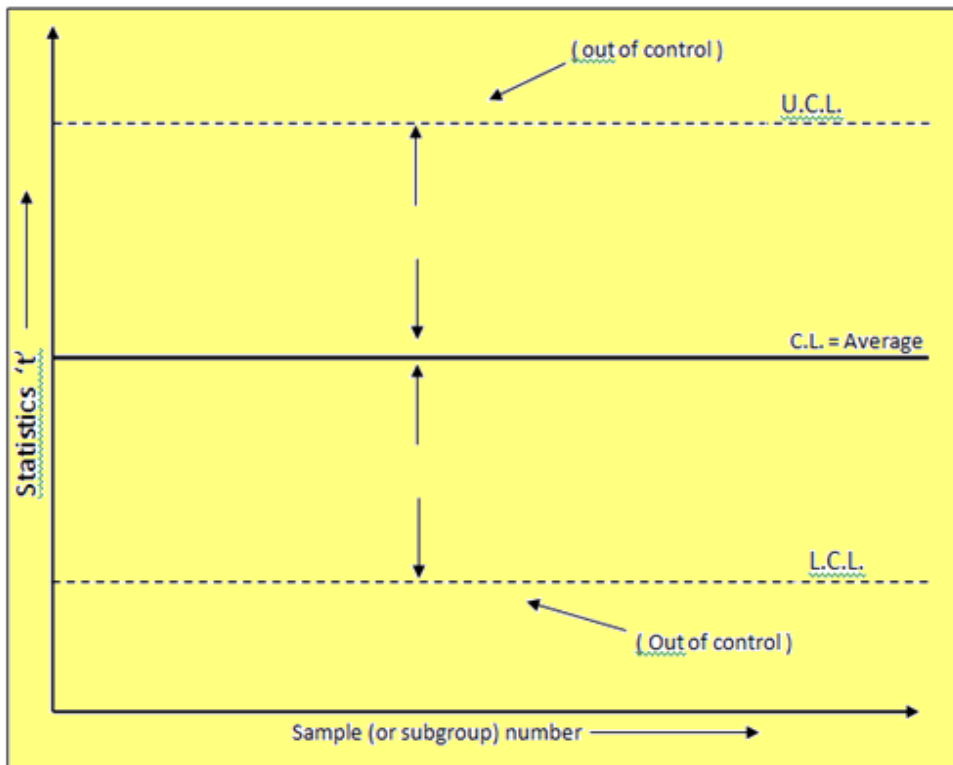 ( out of control )
U.C.L.
C.L. = Average
Statistics ‘t’
L.C.L.
( Out of control )
Sample (or subgroup) number